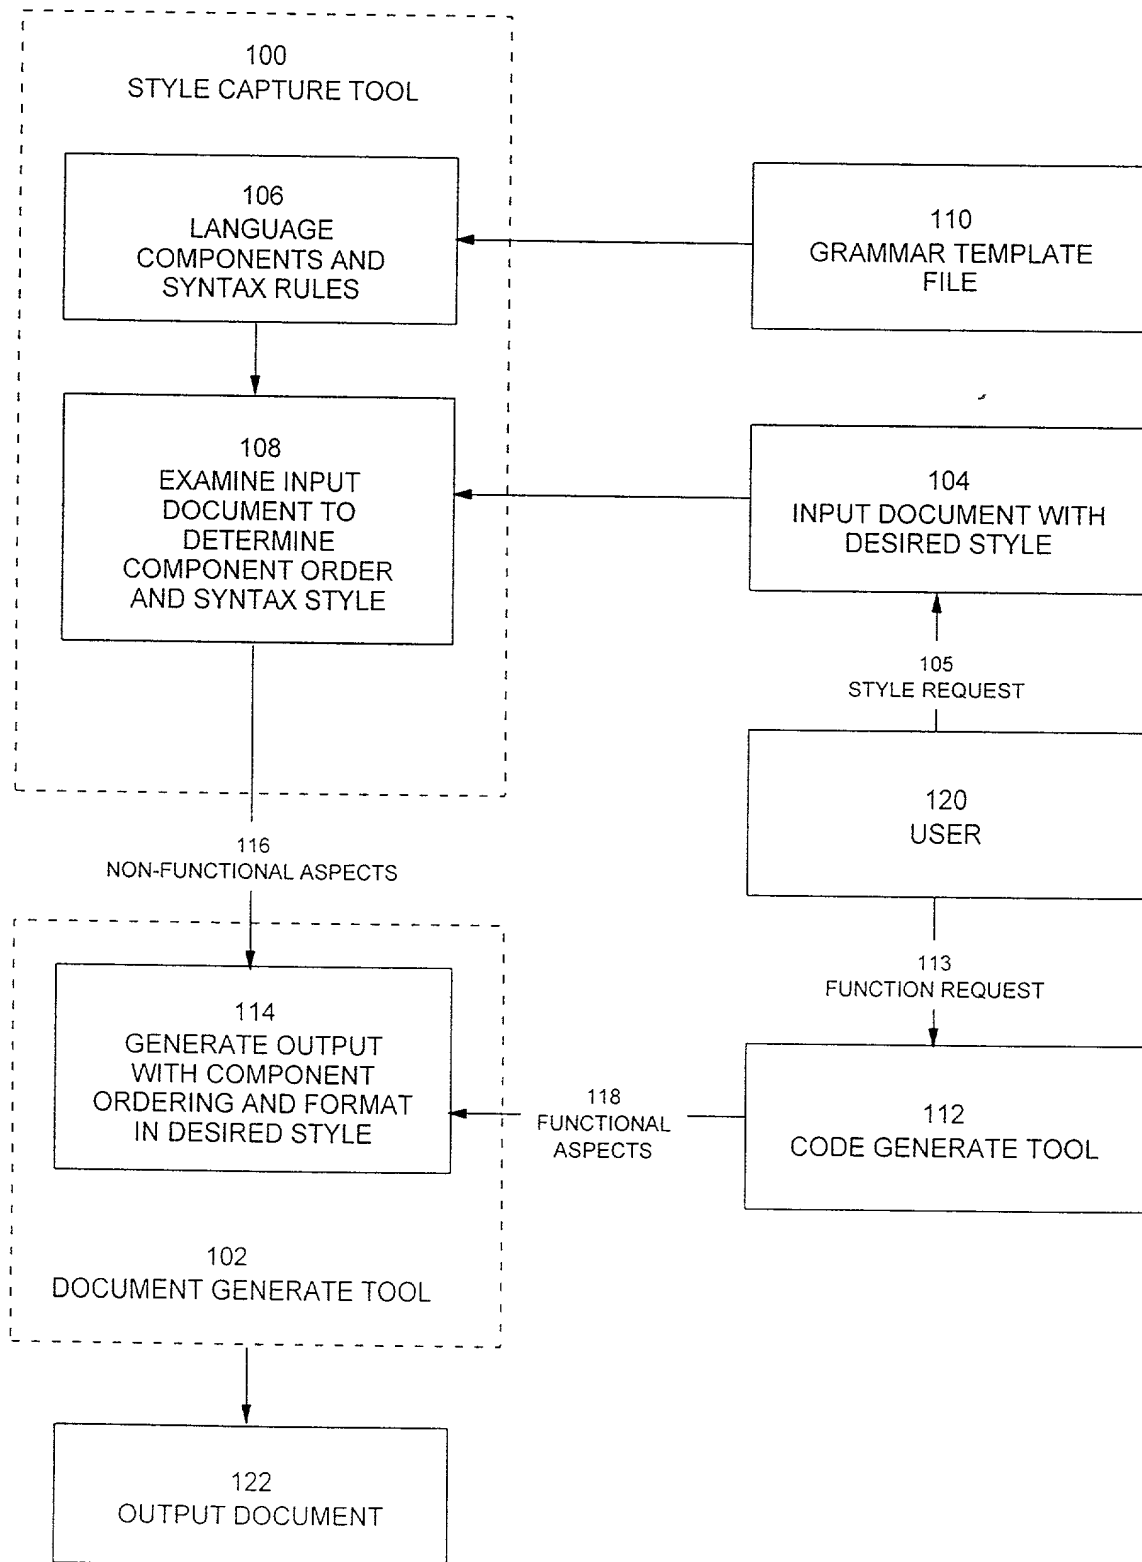 100
STYLE CAPTURE TOOL
106
LANGUAGE
COMPONENTS AND
SYNTAX RULES
110
GRAMMAR TEMPLATE
FILE
108
EXAMINE INPUT
DOCUMENT TO
DETERMINE
COMPONENT ORDER
AND SYNTAX STYLE
104
INPUT DOCUMENT WITH
DESIRED STYLE
105
STYLE REQUEST
120
USER
116
NON-FUNCTIONAL ASPECTS
113
FUNCTION REQUEST
114
GENERATE OUTPUT
WITH COMPONENT
ORDERING AND FORMAT
IN DESIRED STYLE
118
FUNCTIONAL
ASPECTS
112
CODE GENERATE TOOL
102
DOCUMENT GENERATE TOOL
122
OUTPUT DOCUMENT